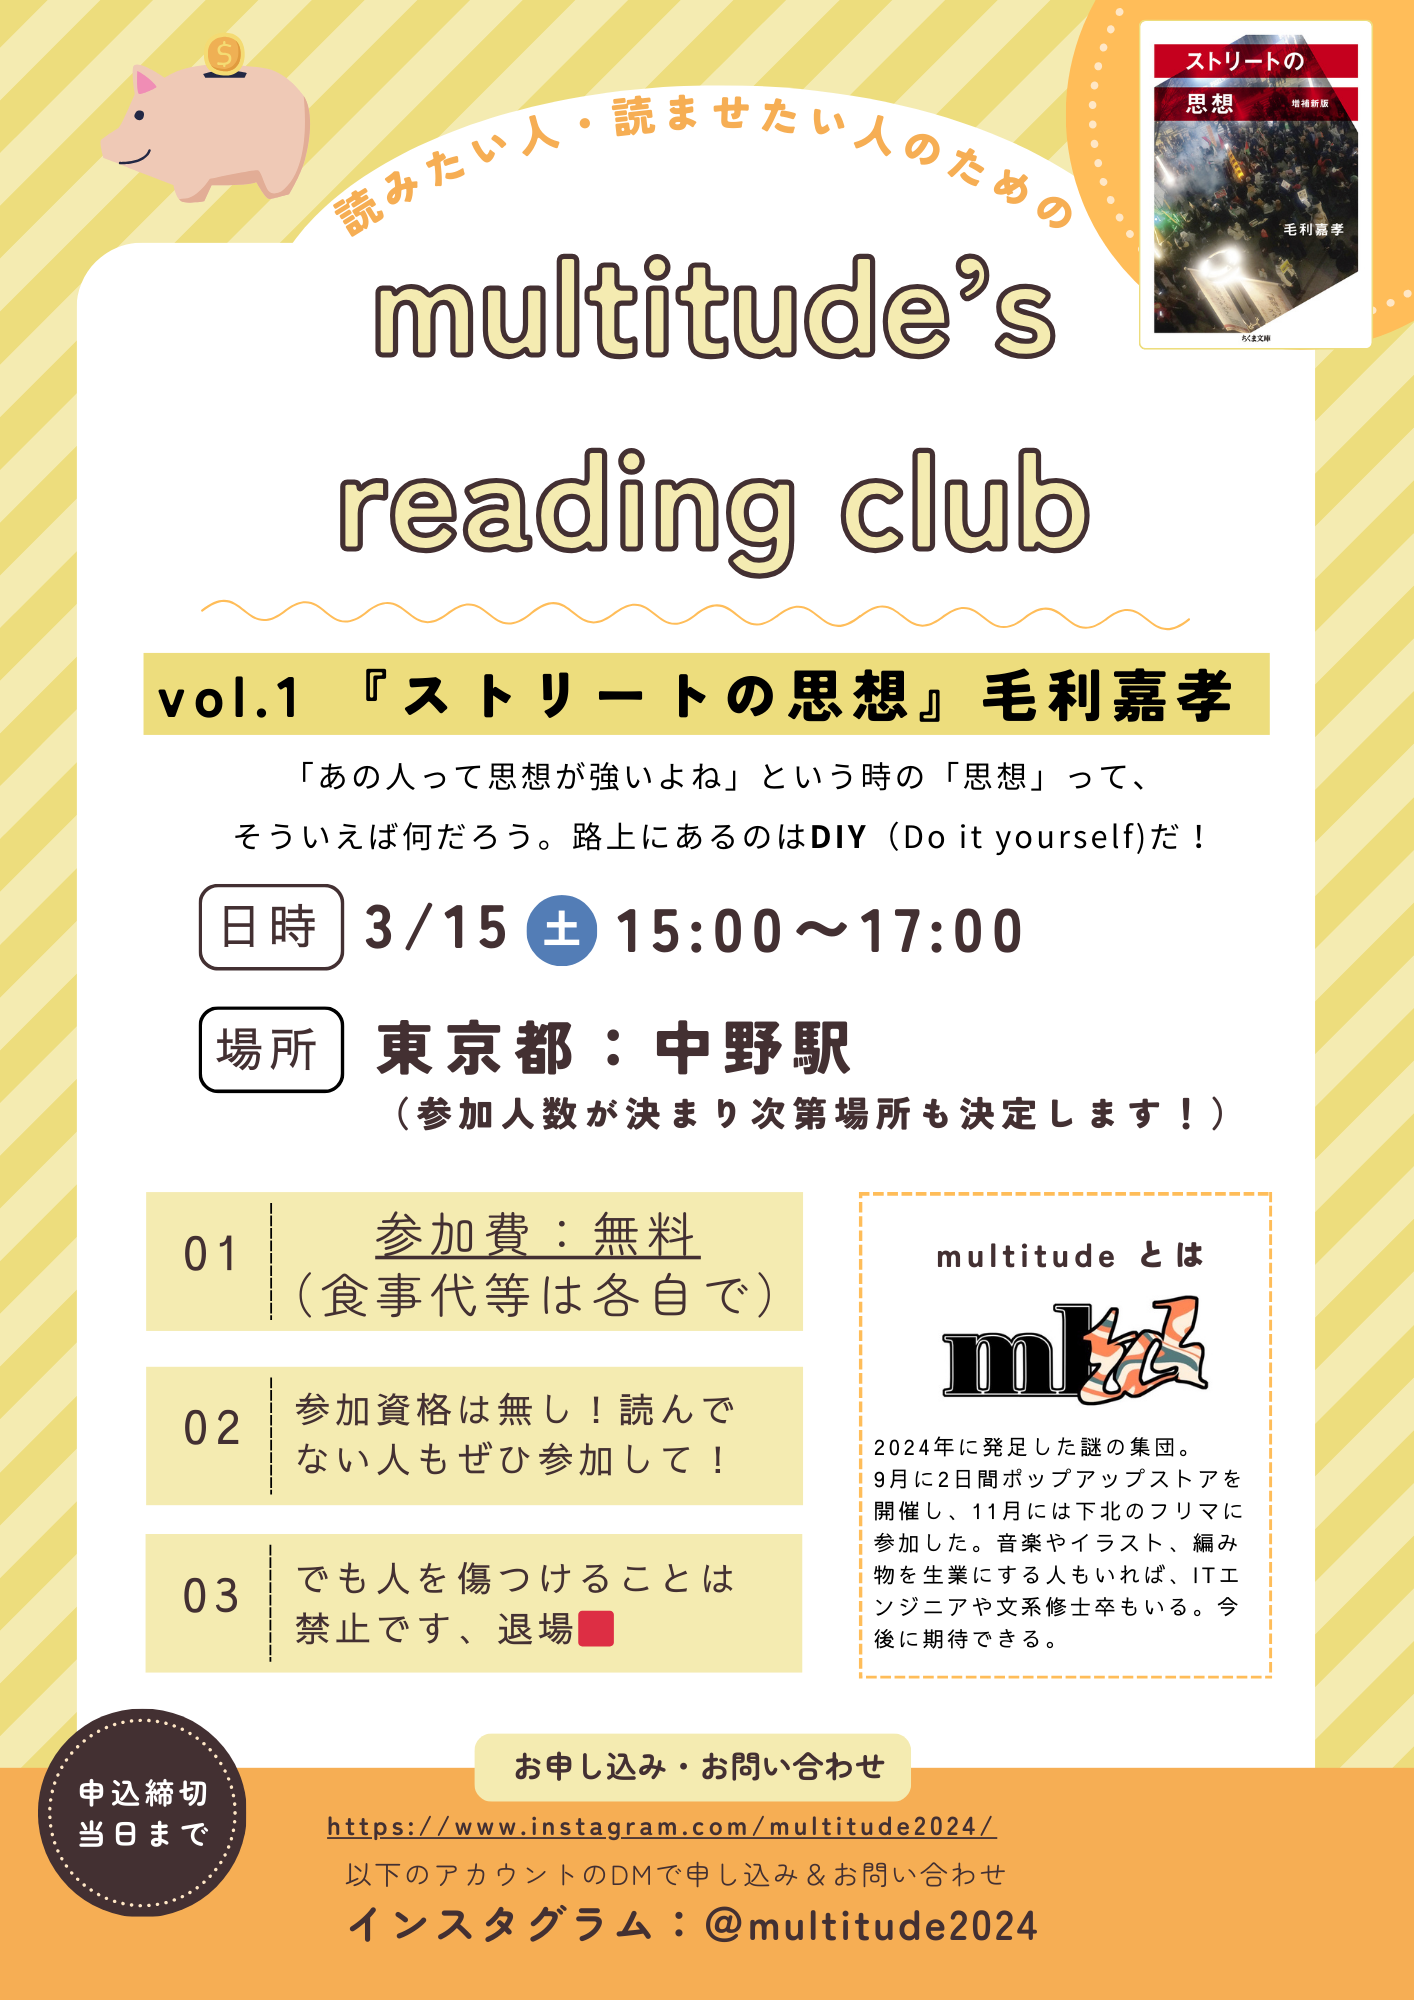 読みたい人・読ませたい人のための
ストリートの
思想
増補新版
毛利嘉孝
ちくま文庫
multitude’s
reading club
vol.1 『ストリートの思想』毛利嘉孝
「あの人って思想が強いよね」という時の「思想」って、
そういえば何だろう。路上にあるのはDIY（Do it yourself)だ！
日時 3/15 土 15:00〜17:00
場所 東京都：中野駅
（参加人数が決まり次第場所も決定します！）
01
参加費：無料
（食事代等は各自で）
02
参加資格は無し！読んで
ない人もぜひ参加して！
03
でも人を傷つけることは
禁止です、退場
multitude とは
2024年に発足した謎の集団。
9月に2日間ポップアップストアを
開催し、11月には下北のフリマに
参加した。音楽やイラスト、編み
物を生業にする人もいれば、ITエ
ンジニアや文系修士卒もいる。今
後に期待できる。
申込締切
当日まで
お申し込み・お問い合わせ
https://www.instagram.com/multitude2024/
以下のアカウントのDMで申し込み＆お問い合わせ
インスタグラム：@multitude2024